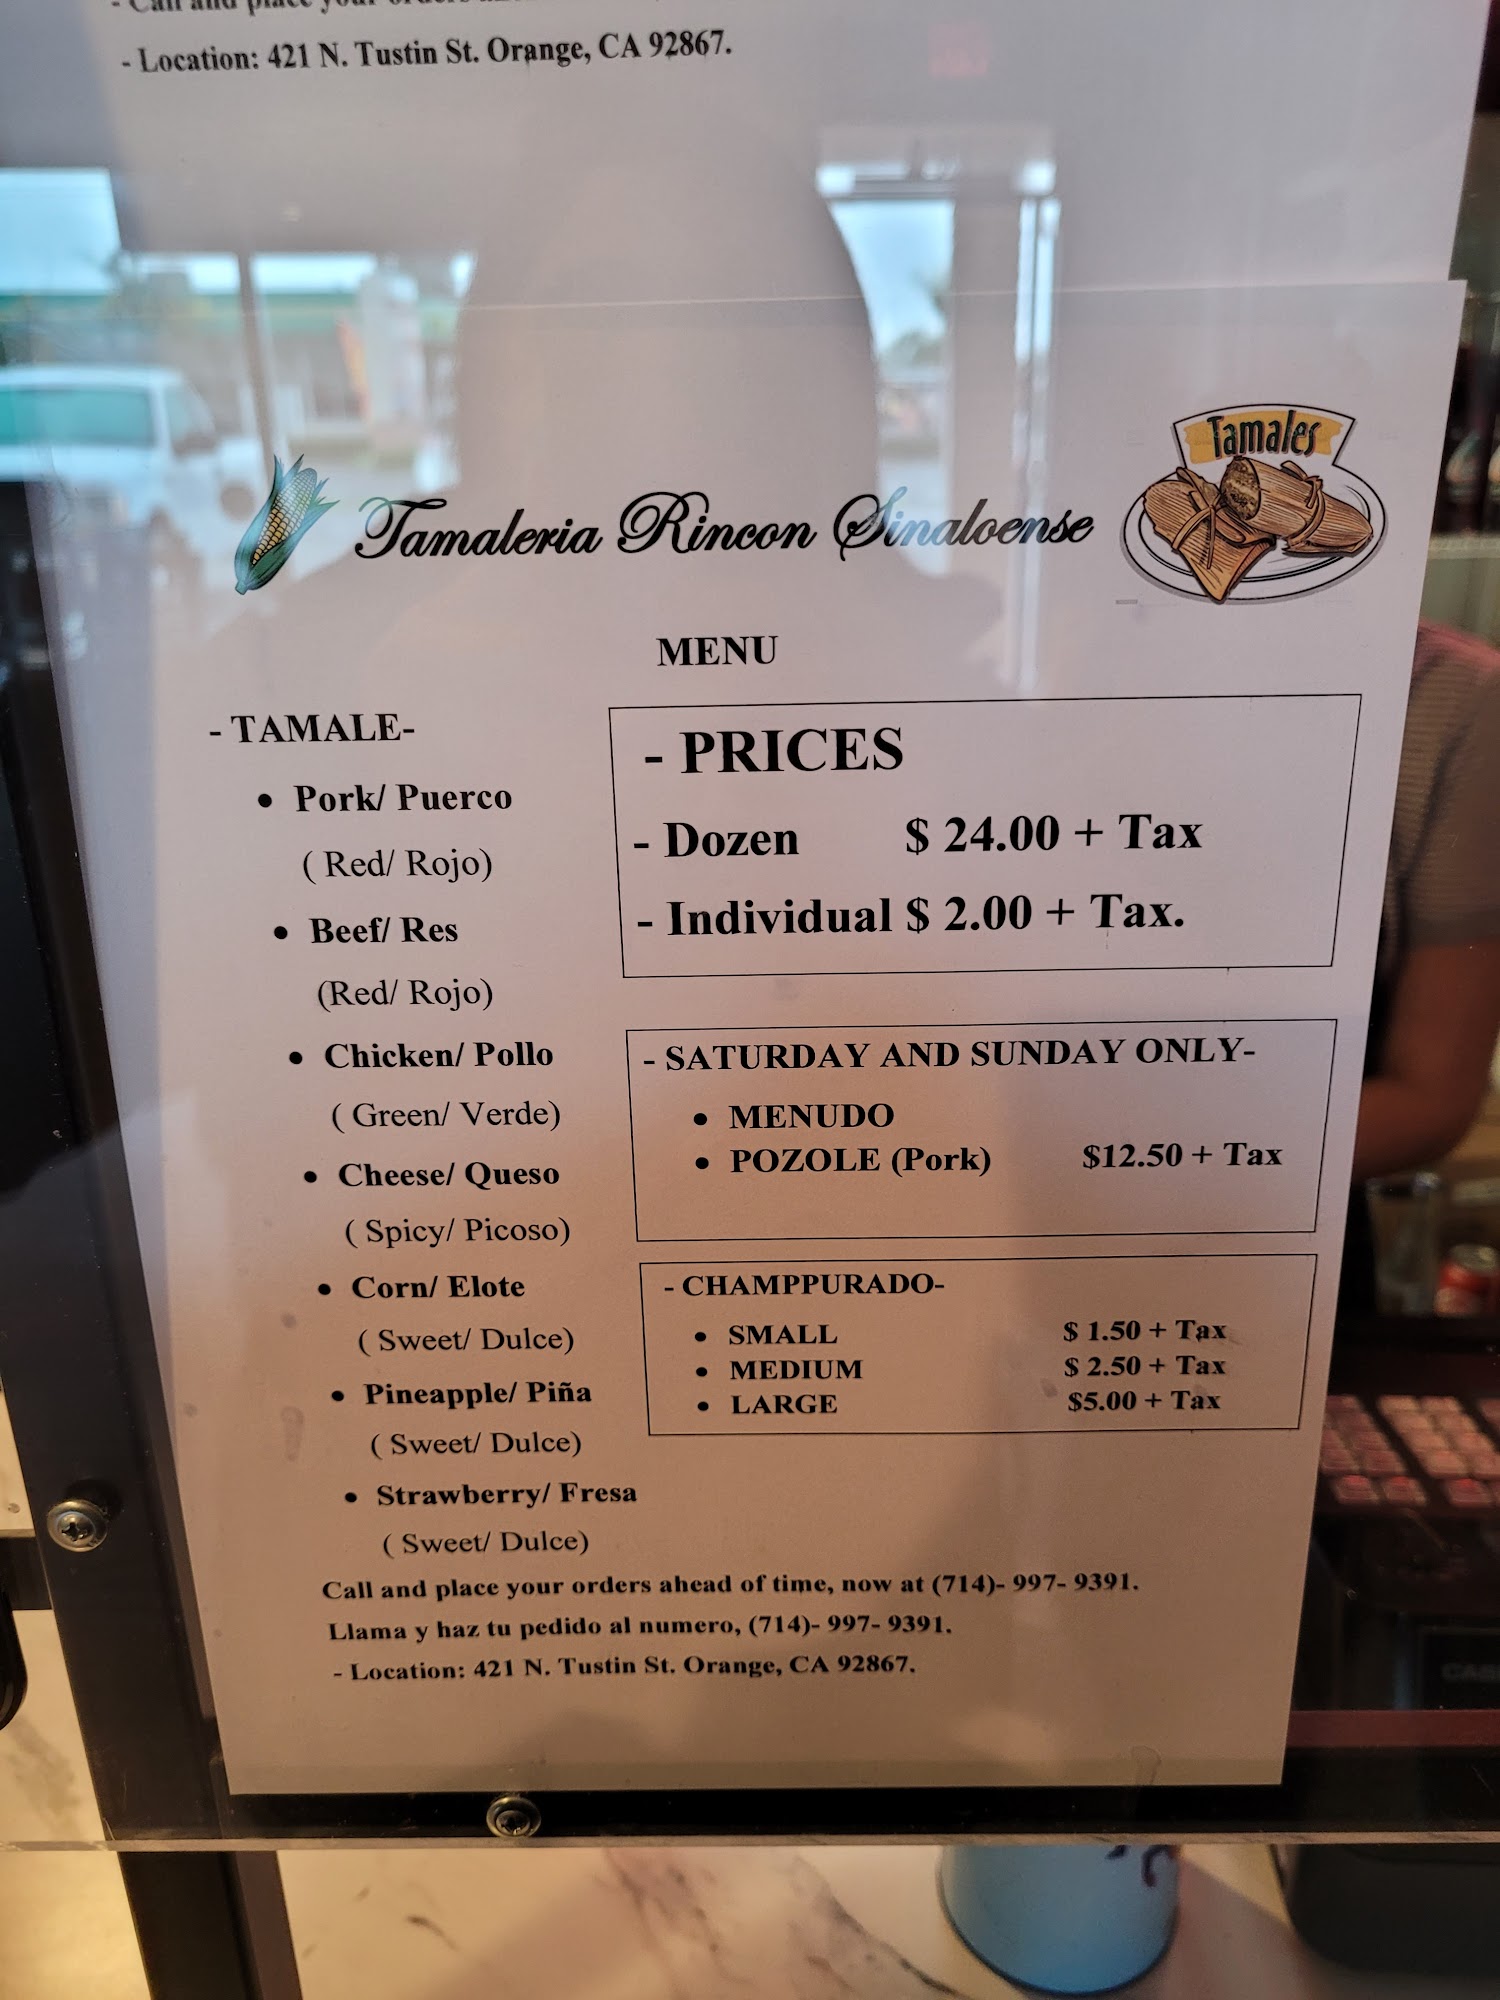 - Call and place your orders
- Location: 421 N. Tustin St. Orange, CA 92867.
Tamales
Tamaleria Rincon Sinaloense
MENU
- TAMALE-
• Pork/ Puerco
( Red/ Rojo)
• Beef/ Res
(Red/ Rojo)
• Chicken/ Pollo
( Green/ Verde)
• Cheese/ Queso
( Spicy/ Picoso)
• Corn/ Elote
( Sweet/ Dulce)
• Pineapple/ Piña
( Sweet/ Dulce)
• Strawberry/ Fresa
( Sweet/ Dulce)
- PRICES
- Dozen $ 24.00 + Tax
- Individual $ 2.00 + Tax.
- SATURDAY AND SUNDAY ONLY-
• MENUDO
• POZOLE (Pork) $12.50 + Tax
- CHAMPPURADO-
• SMALL $ 1.50 + Tax
• MEDIUM $ 2.50 + Tax
• LARGE $5.00 + Tax
Call and place your orders ahead of time, now at (714)- 997- 9391.
Llama y haz tu pedido al numero, (714)- 997- 9391.
- Location: 421 N. Tustin St. Orange, CA 92867.